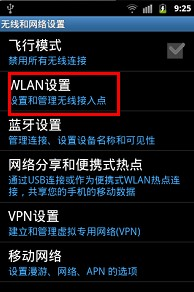 9:25
无线和网络设置
飞行模式
禁用所有无线连接
WLAN设置
设置和管理无线接入点
蓝牙设置
管理连接、设置设备名称和可见性
网络分享和便携式热点
通过USB连接或作为便携式WLAN热点连接，共享您的手机的移动数据
VPN设置
建立和管理虚拟专用网络(VPN)
移动网络
设置漫游、网络、APN 的选项